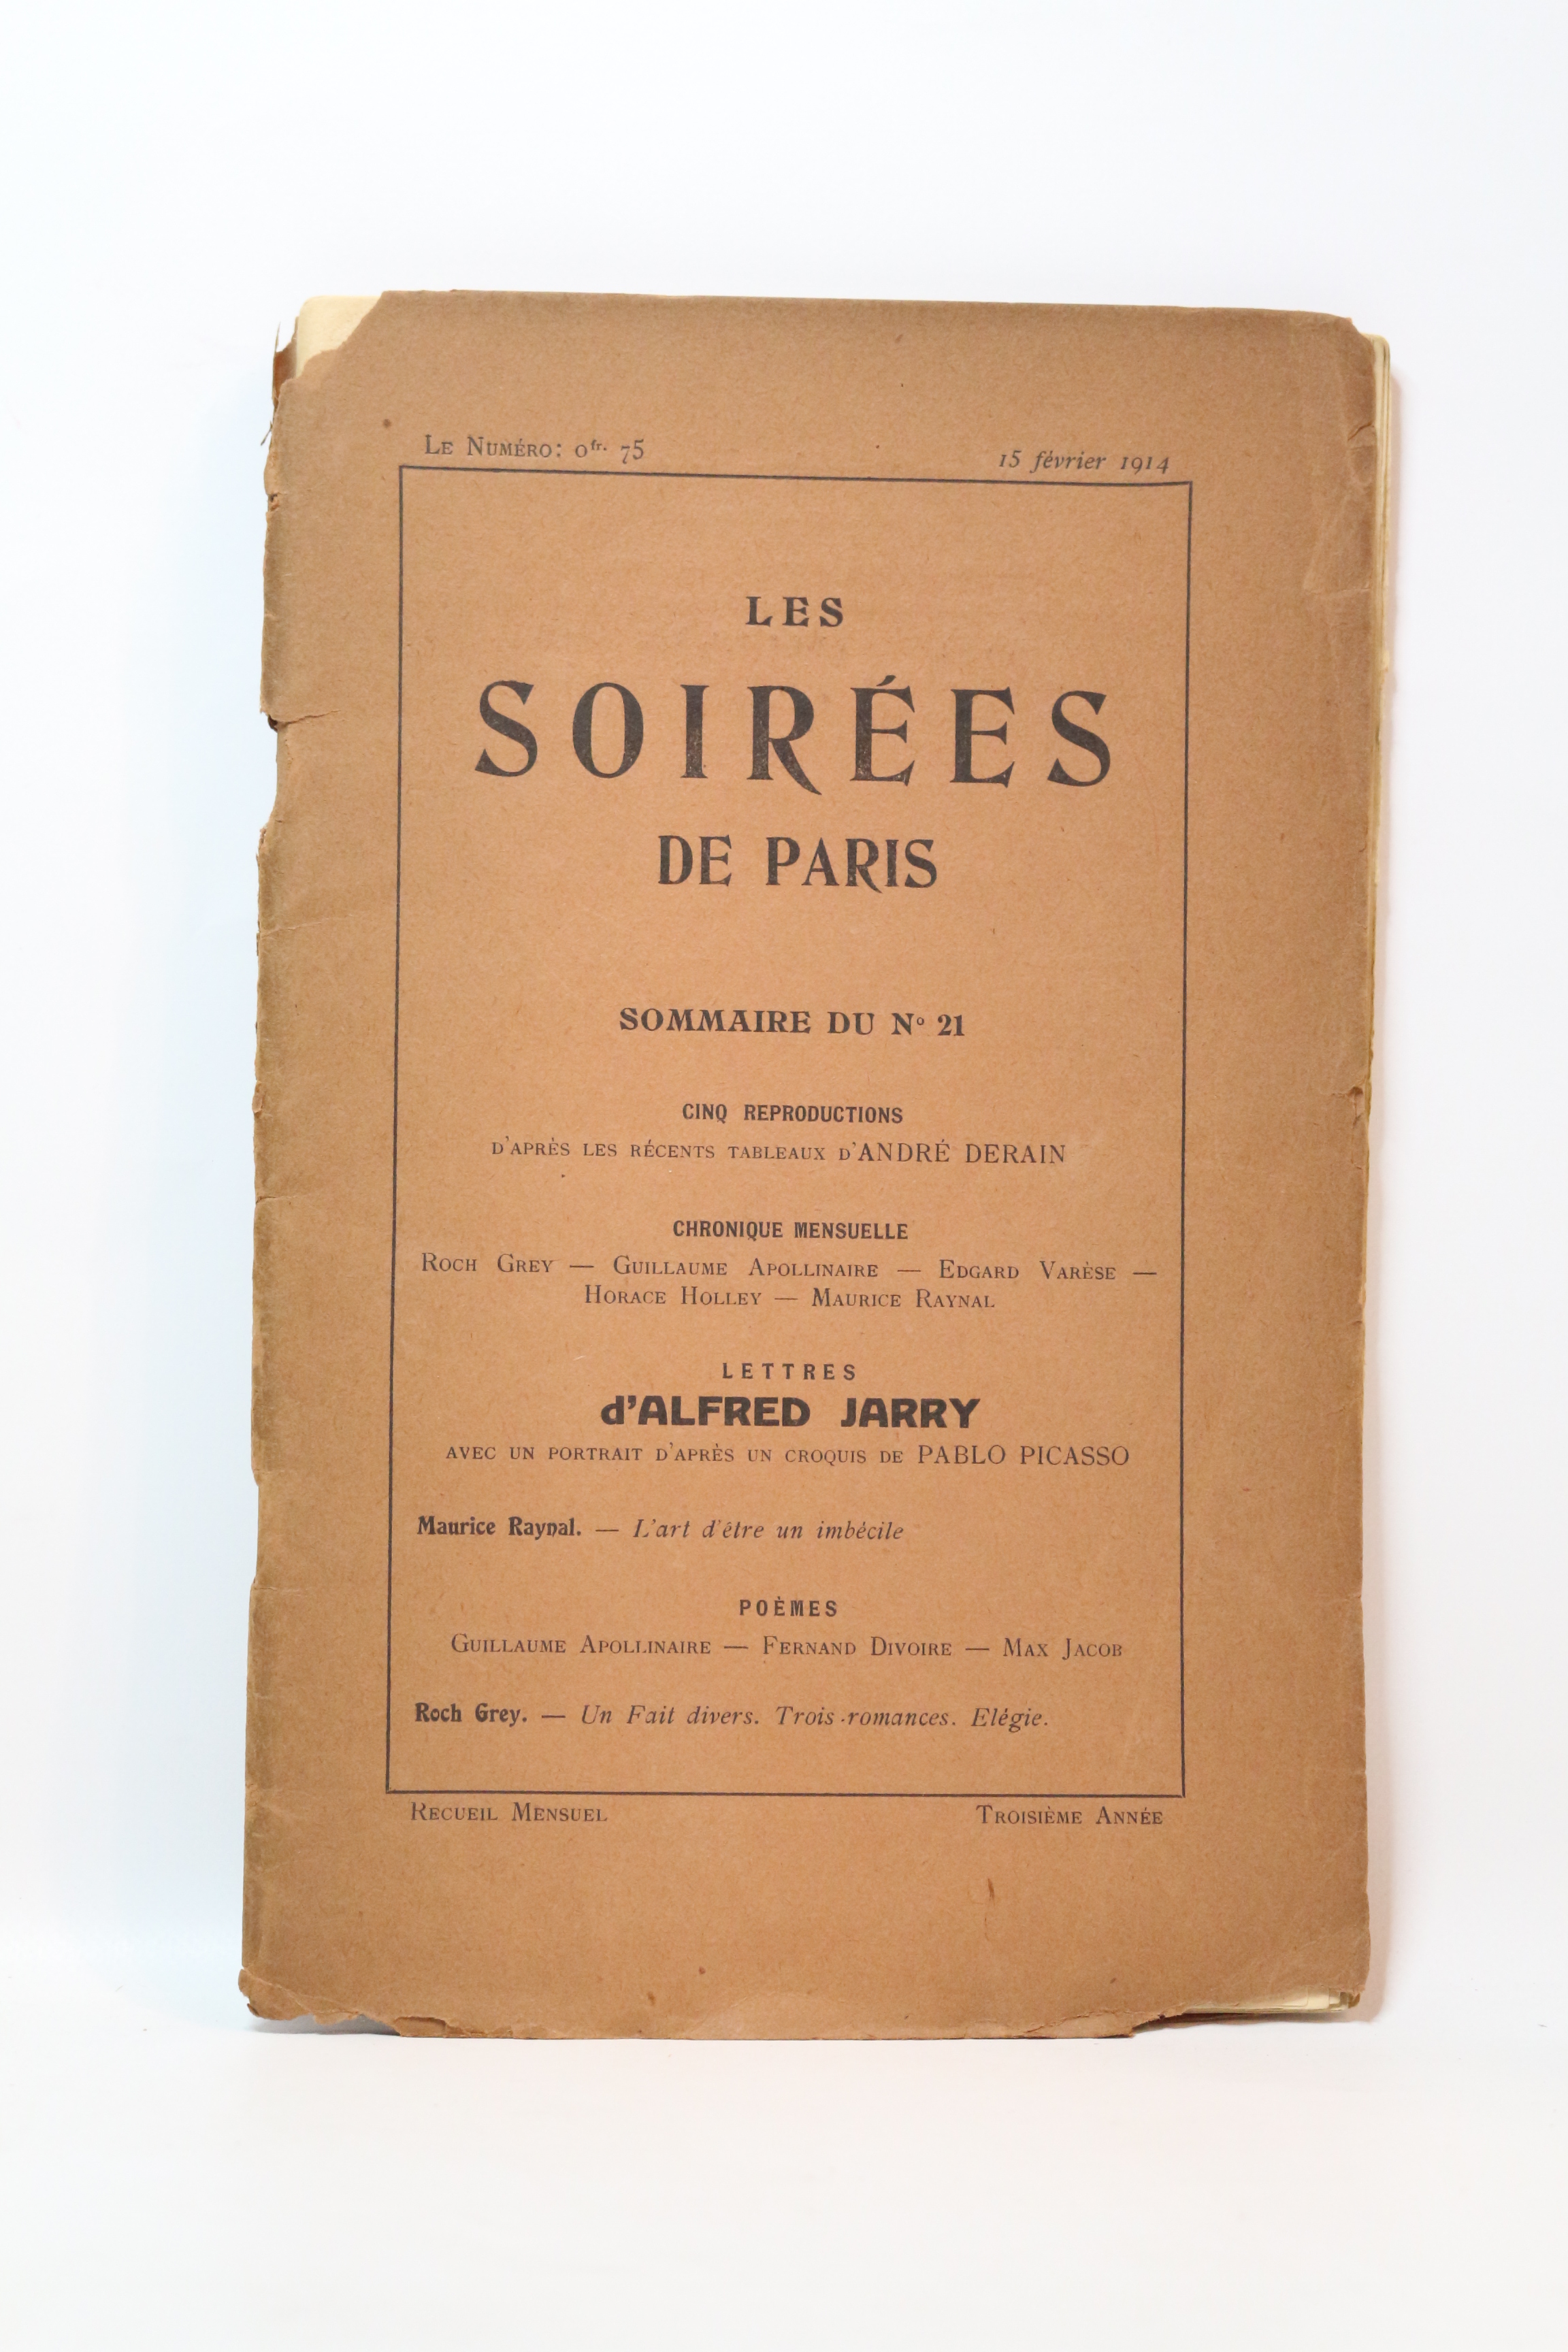 Le Numéro: 0fr. 75
15 février 1914
LES
SOIRÉES
DE PARIS
SOMMAIRE DU No 21
CINQ REPRODUCTIONS
D'APRÈS LES RÉCENTS TABLEAUX D'ANDRÉ DERAIN
CHRONIQUE MENSUELLE
Roch Grey — Guillaume Apollinaire — Edgard Varèse —
Horace Holley — Maurice Raynal
LETTRES
d'ALFRED JARRY
AVEC UN PORTRAIT D'APRÈS UN CROQUIS DE PABLO PICASSO
Maurice Raynal. — L'art d'être un imbécile
POÈMES
Guillaume Apollinaire — Fernand Divoire — Max Jacob
Roch Grey. — Un Fait divers. Trois romances. Elégie.
Recueil Mensuel
Troisième Année